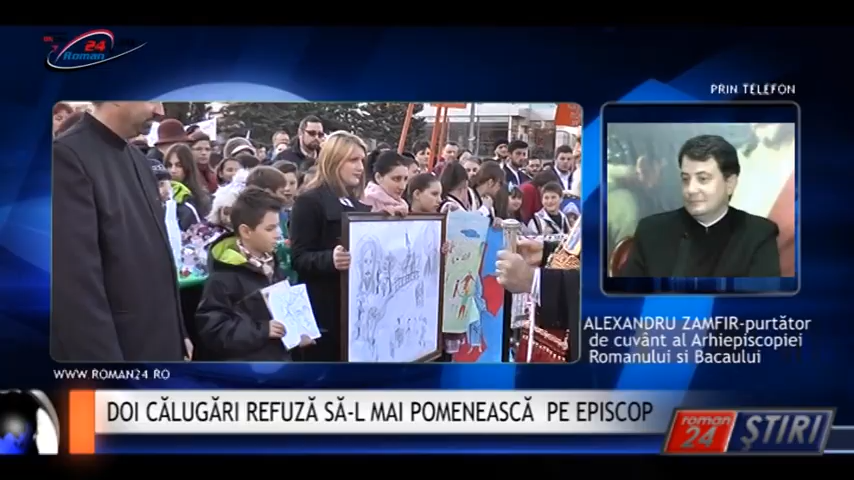 24
Roman
PRIN TELEFON
ALEXANDRU ZAMFIR-purtător
de cuvânt al Arhiepiscopiei
Romanului si Bacaului
WWW.ROMAN24.RO
DOI CĂLUGĂRI REFUZĂ SĂ-L MAI POMENEASCĂ PE EPISCOP
roman
24
ŞTIRI